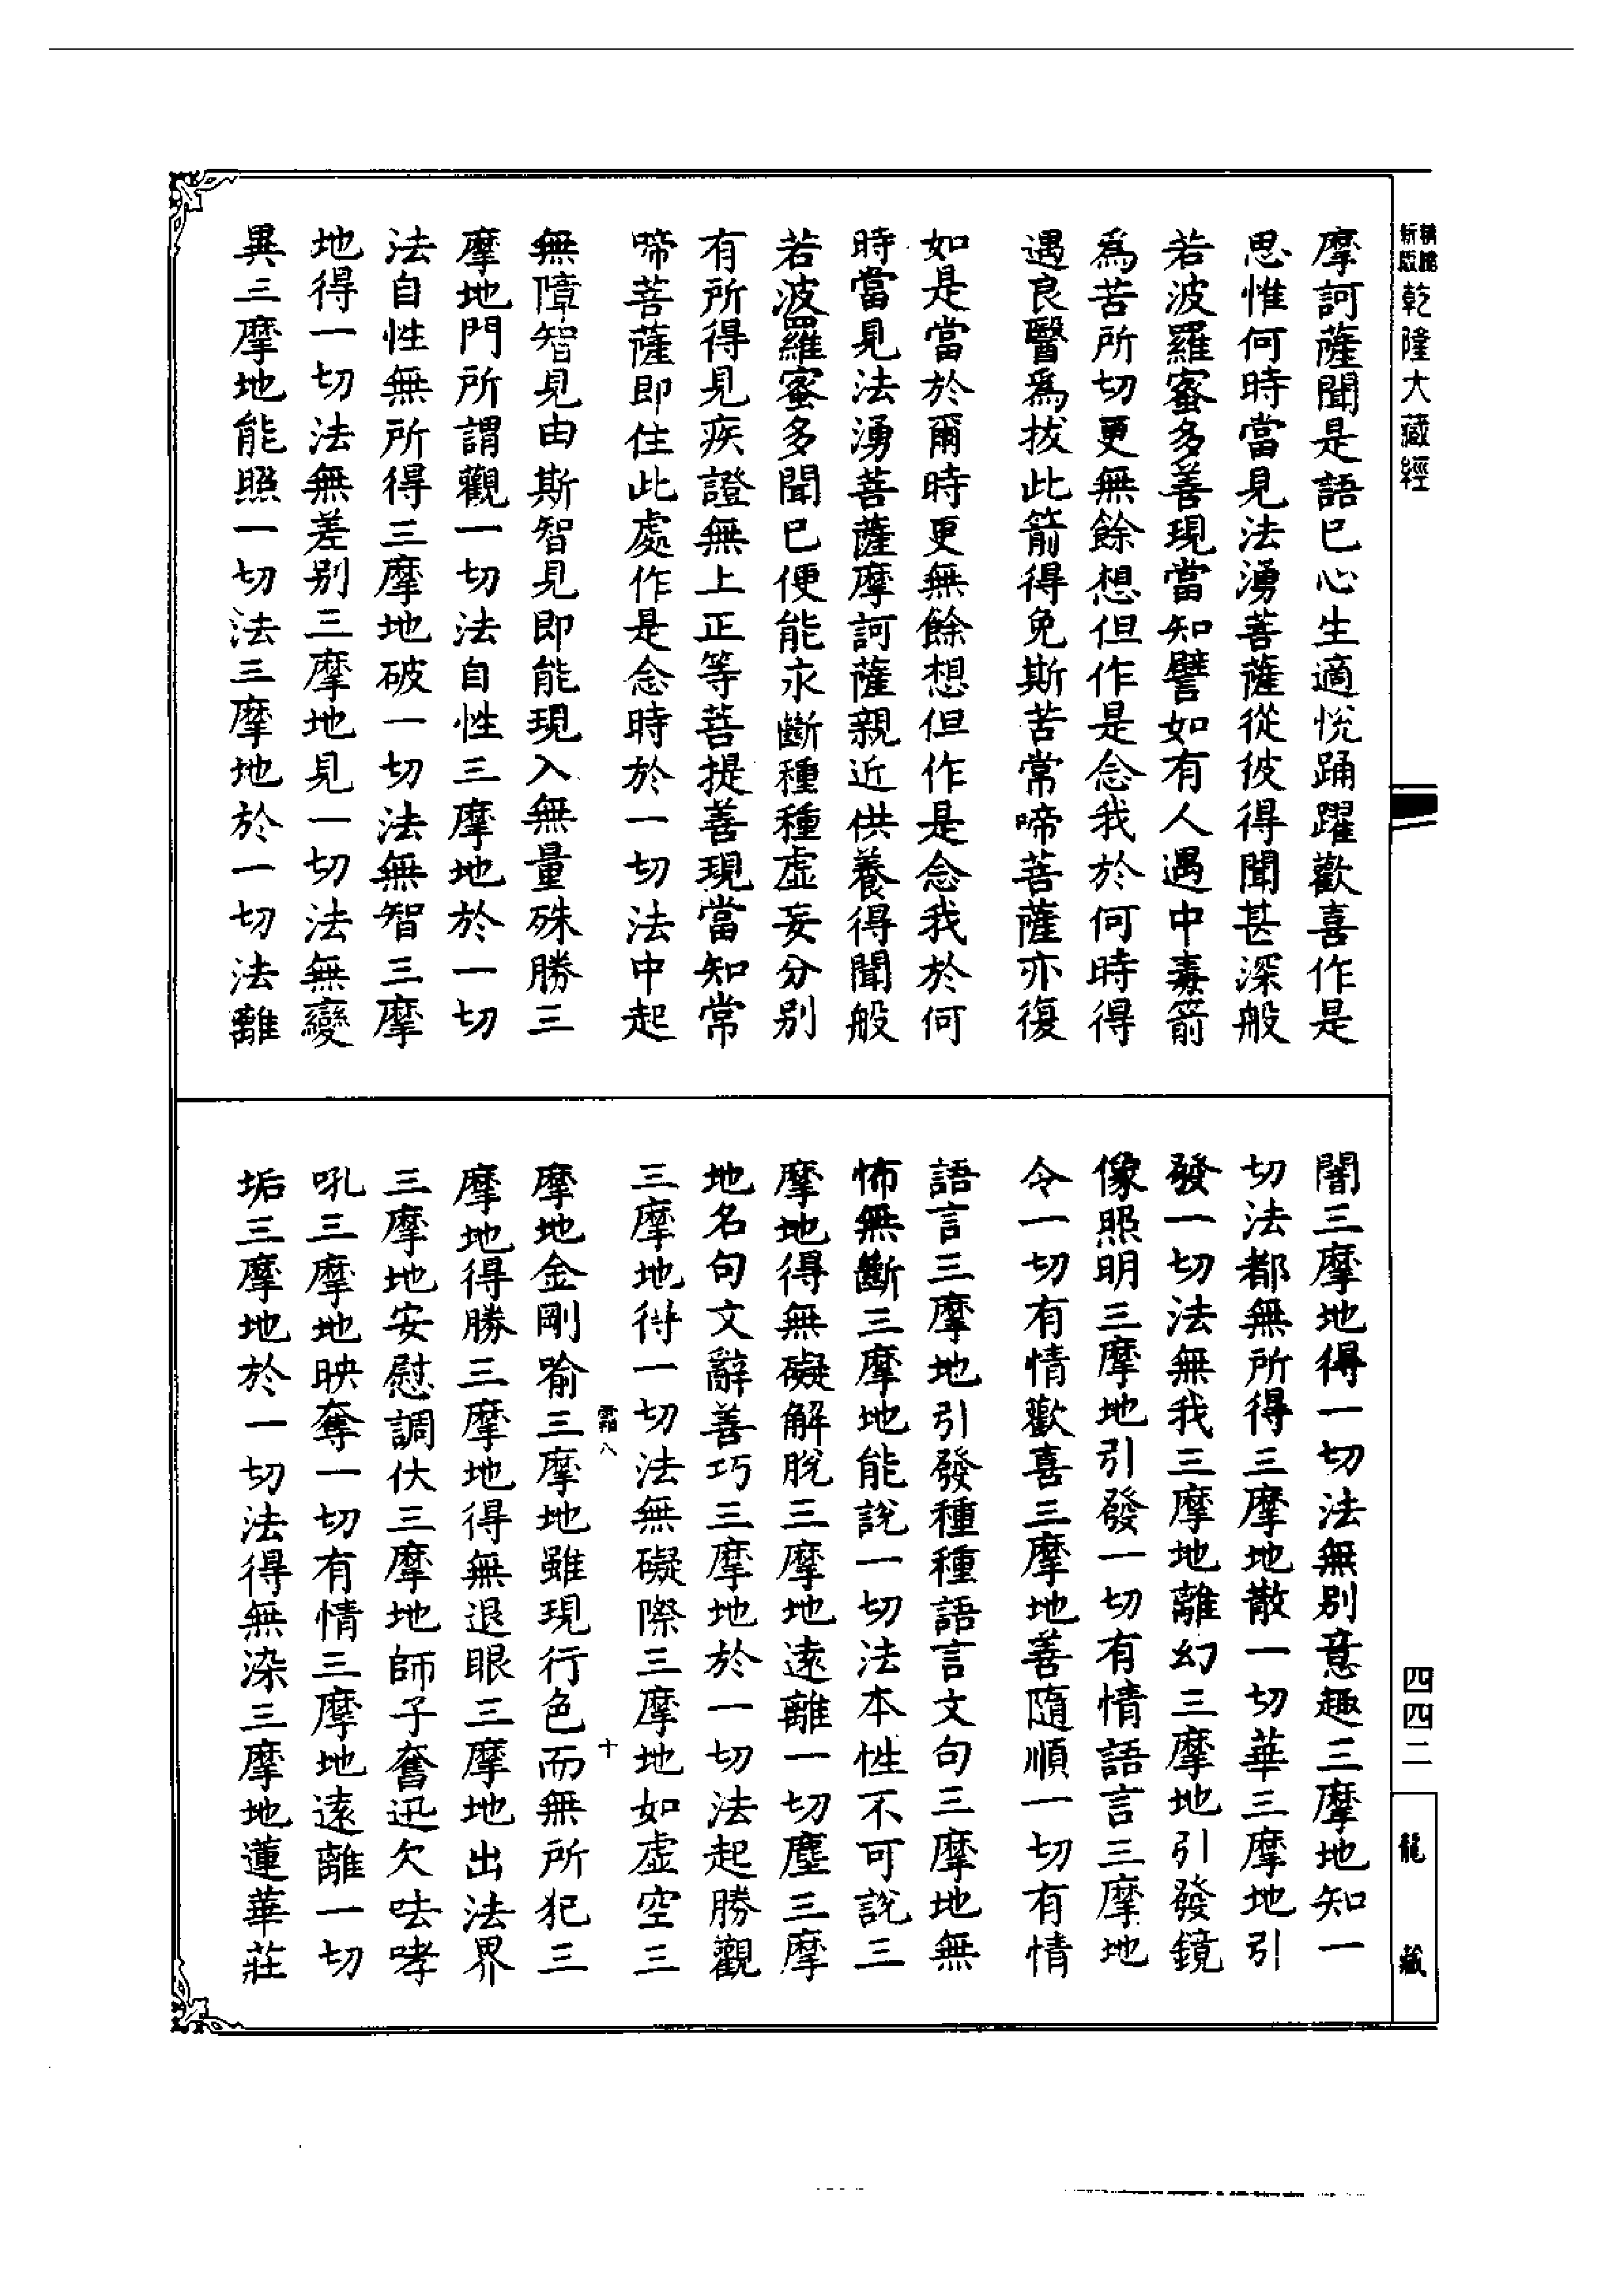 新版
精縮
乾隆大藏經
摩訶薩聞是語已心生適悅踊躍歡喜作是
思惟何時當見法湧菩薩從彼得聞甚深般
若波羅蜜多善現當知譬如有人遇中毒箭
爲苦所切更無餘想但作是念我於何時得
遇良醫爲拔此箭得免斯苦常啼菩薩亦復
如是當於爾時更無餘想但作是念我於何
時當見法湧菩薩摩訶薩親近供養得聞般
若波羅蜜多聞已便能永斷種種虛妄分別
有所得見疾證無上正等菩提善現當知常
啼菩薩即住此處作是念時於一切法中起
無障智見由斯智見即能現入無量殊勝三
摩地門所謂觀一切法自性三摩地於一切
法自性無所得三摩地破一切法無智三摩
地得一切法無差別三摩地見一切法無變
異三摩地能照一切法三摩地於一切法離
闇三摩地得一切法無別意趣三摩地知一
切法都無所得三摩地散一切華三摩地引
發一切法無我三摩地離幻三摩地引發鏡
像照明三摩地引發一切有情語言三摩地
令一切有情歡喜三摩地善隨順一切有情
語言三摩地引發種種語言文句三摩地無
怖無斷三摩地能說一切法本性不可說三
摩地得無礙解脫三摩地遠離一切塵三摩
地名句文辭善巧三摩地於一切法起勝觀
三摩地得一切法無礙際三摩地如虛空三
霜八
十
摩地金剛喻三摩地雖現行色而無所犯三
摩地得勝三摩地得無退眼三摩地出法界
三摩地安慰調伏三摩地師子奮迅欠呿哮
吼三摩地映奪一切有情三摩地遠離一切
垢三摩地於一切法得無染三摩地蓮華莊
四四二
龍藏